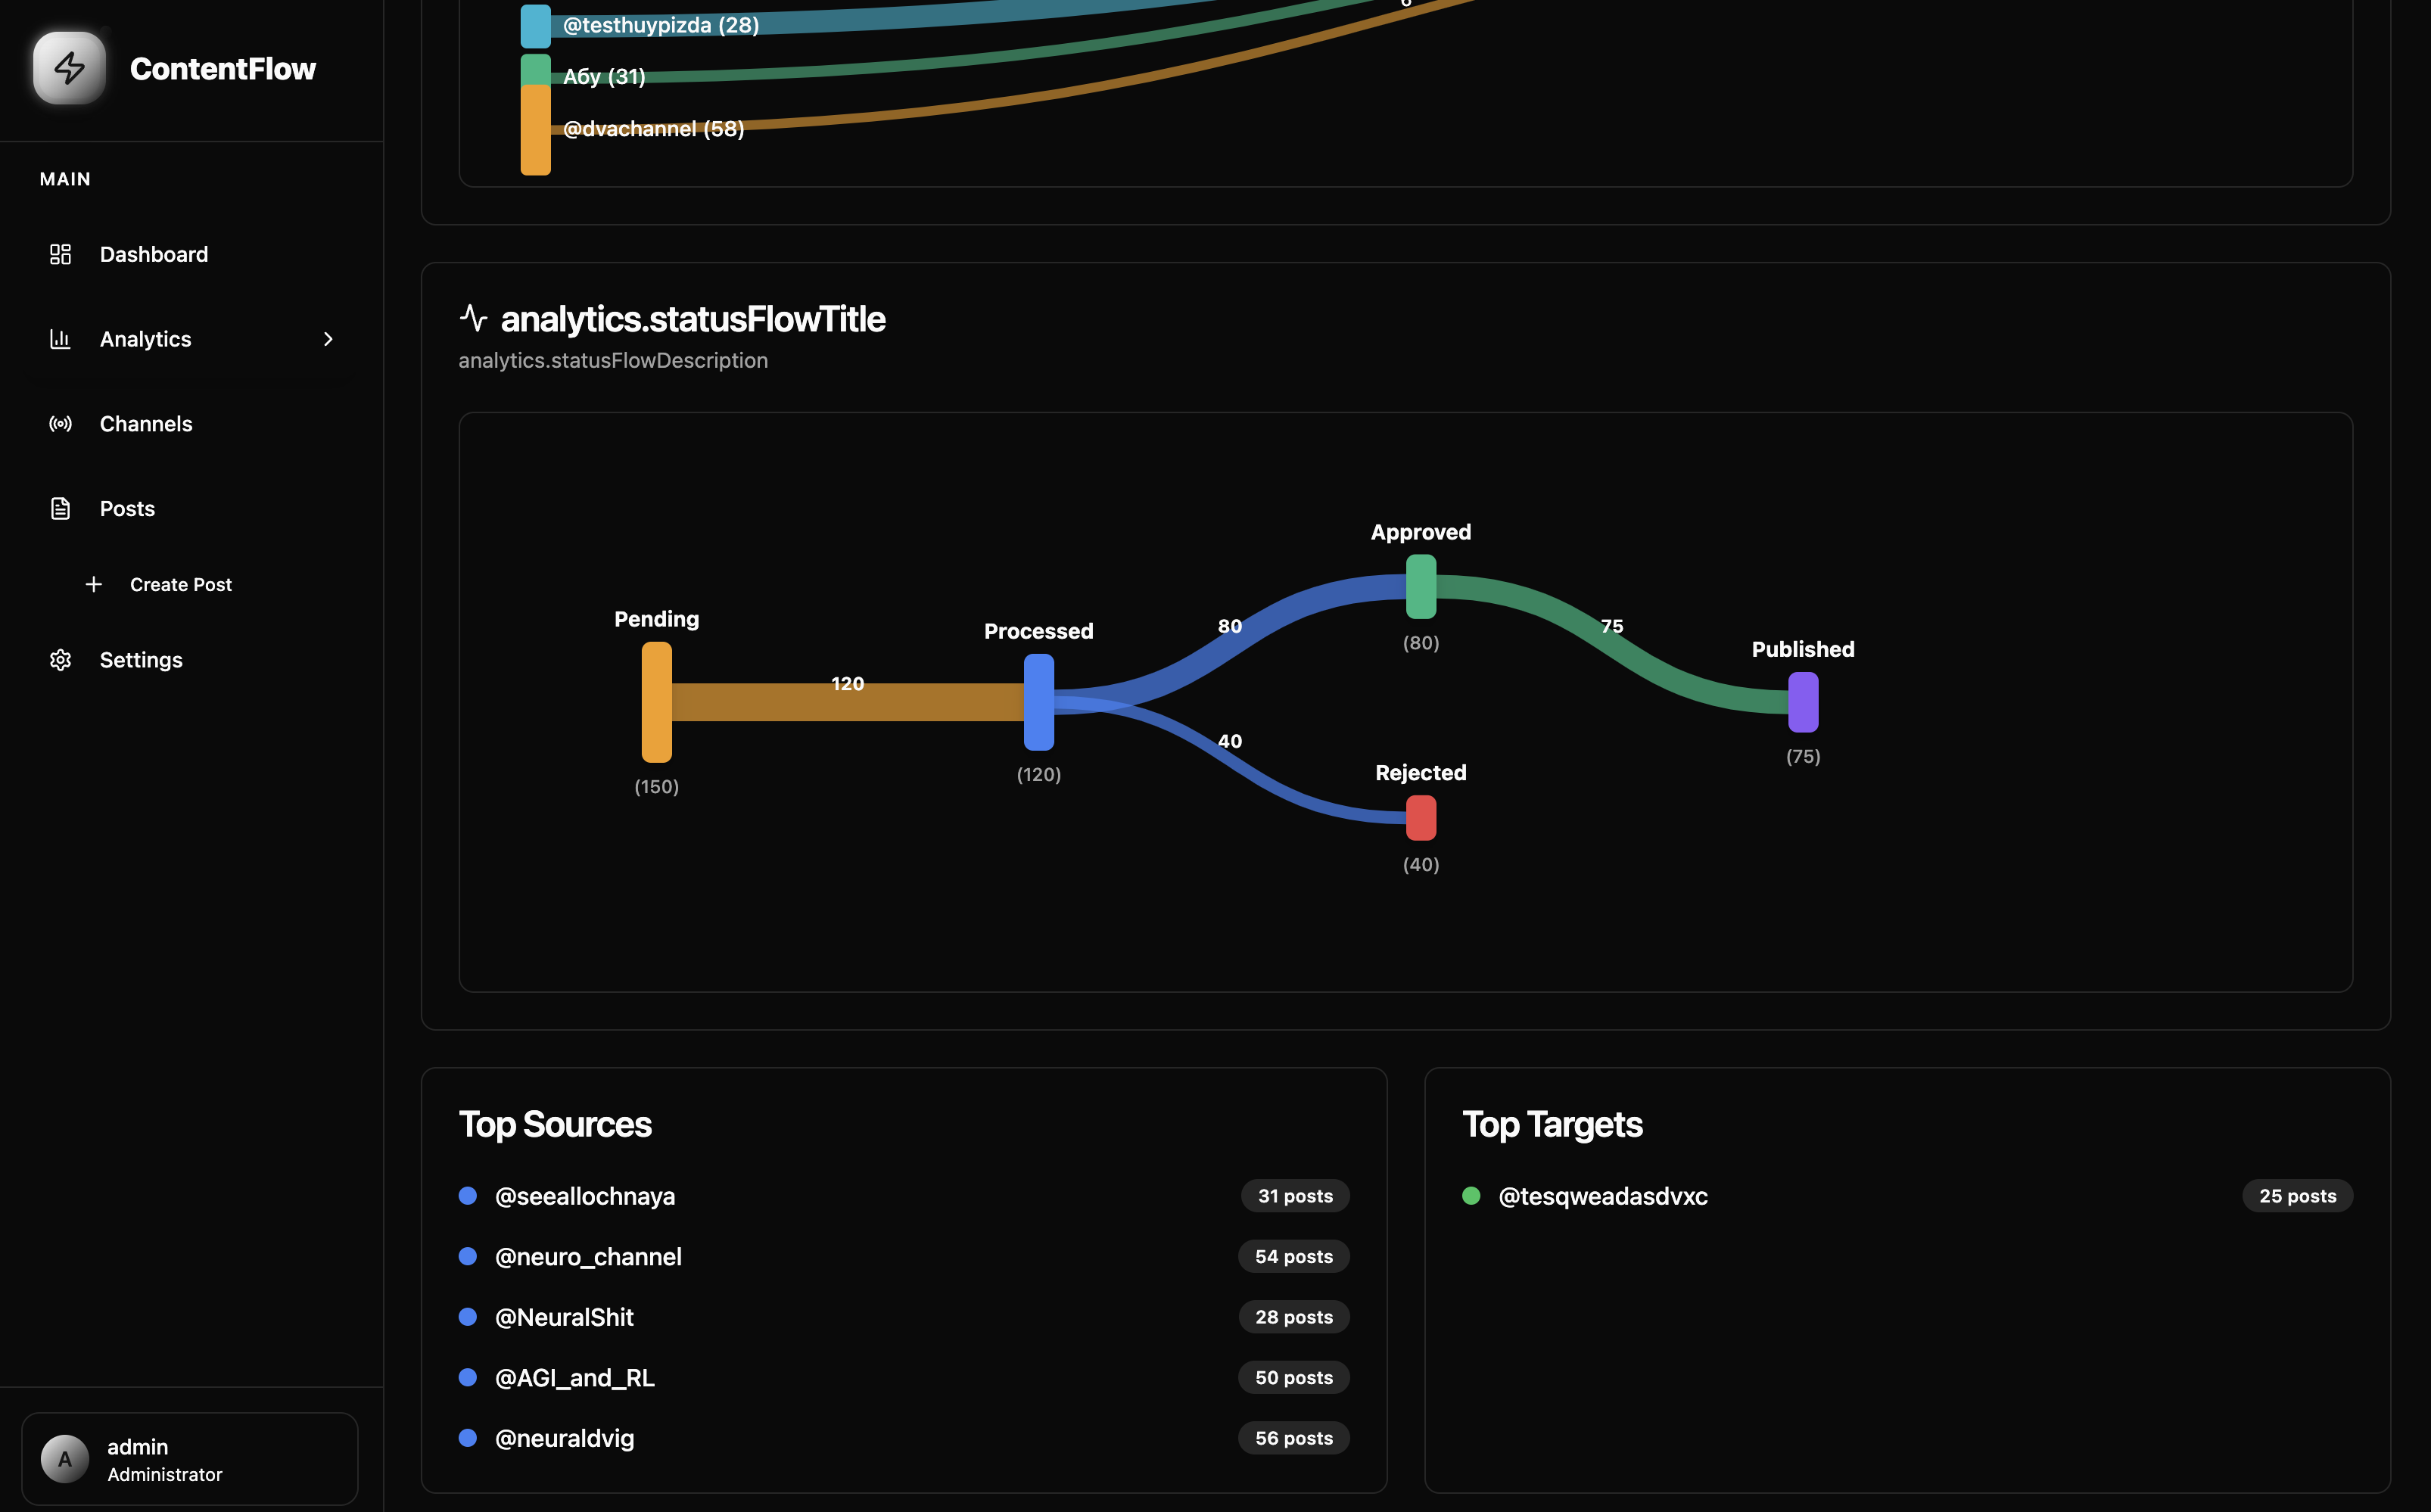 ContentFlow
MAIN
Dashboard
Analytics
Channels
Posts
Create Post
Settings
A
admin
Administrator
@testhuypizda (28)
Абу (31)
@dvachannel (58)
analytics.statusFlowTitle
analytics.statusFlowDescription
Pending
120
(150)
Processed
(120)
80
40
Approved
(80)
Rejected
(40)
75
Published
(75)
Top Sources
@seeallochnaya
31 posts
@neuro_channel
54 posts
@NeuralShit
28 posts
@AGI_and_RL
50 posts
@neuraldvig
56 posts
Top Targets
@tesqweadasdvxc
25 posts